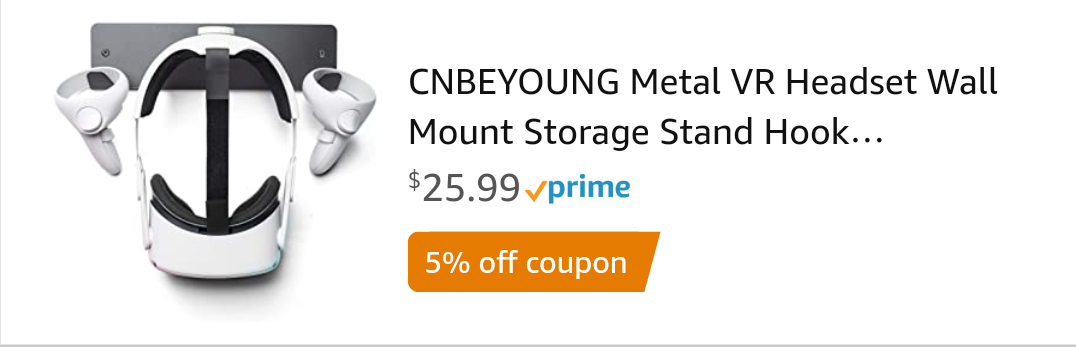 CNBEYOUNG Metal VR Headset Wall
Mount Storage Stand Hook...
$25.99 prime
5% off coupon